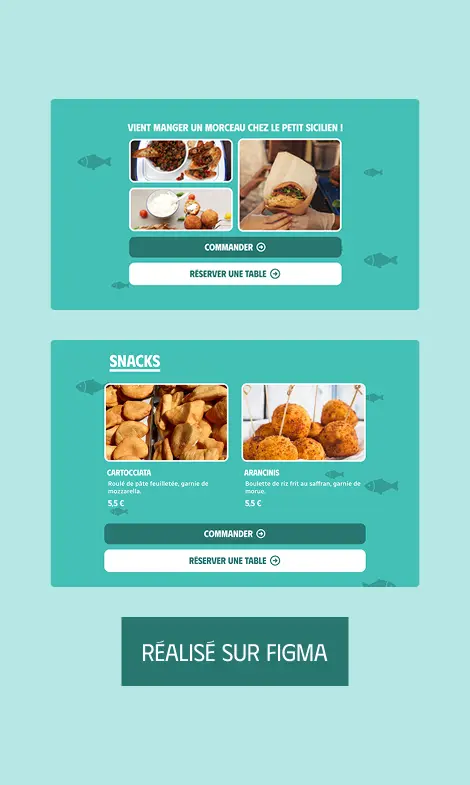 VIENT MANGER UN MORCEAU CHEZ LE PETIT SICILIEN !
COMMANDER
RÉSERVER UNE TABLE
SNACKS
CARTOCCIATA
Roulé de pâte feuilletée, garnie de
mozzarella.
5,5 €
ARANCINIS
Boulette de riz frit au saffran, garnie de
morue.
5,5 €
COMMANDER
RÉSERVER UNE TABLE
RÉALISÉ SUR FIGMA